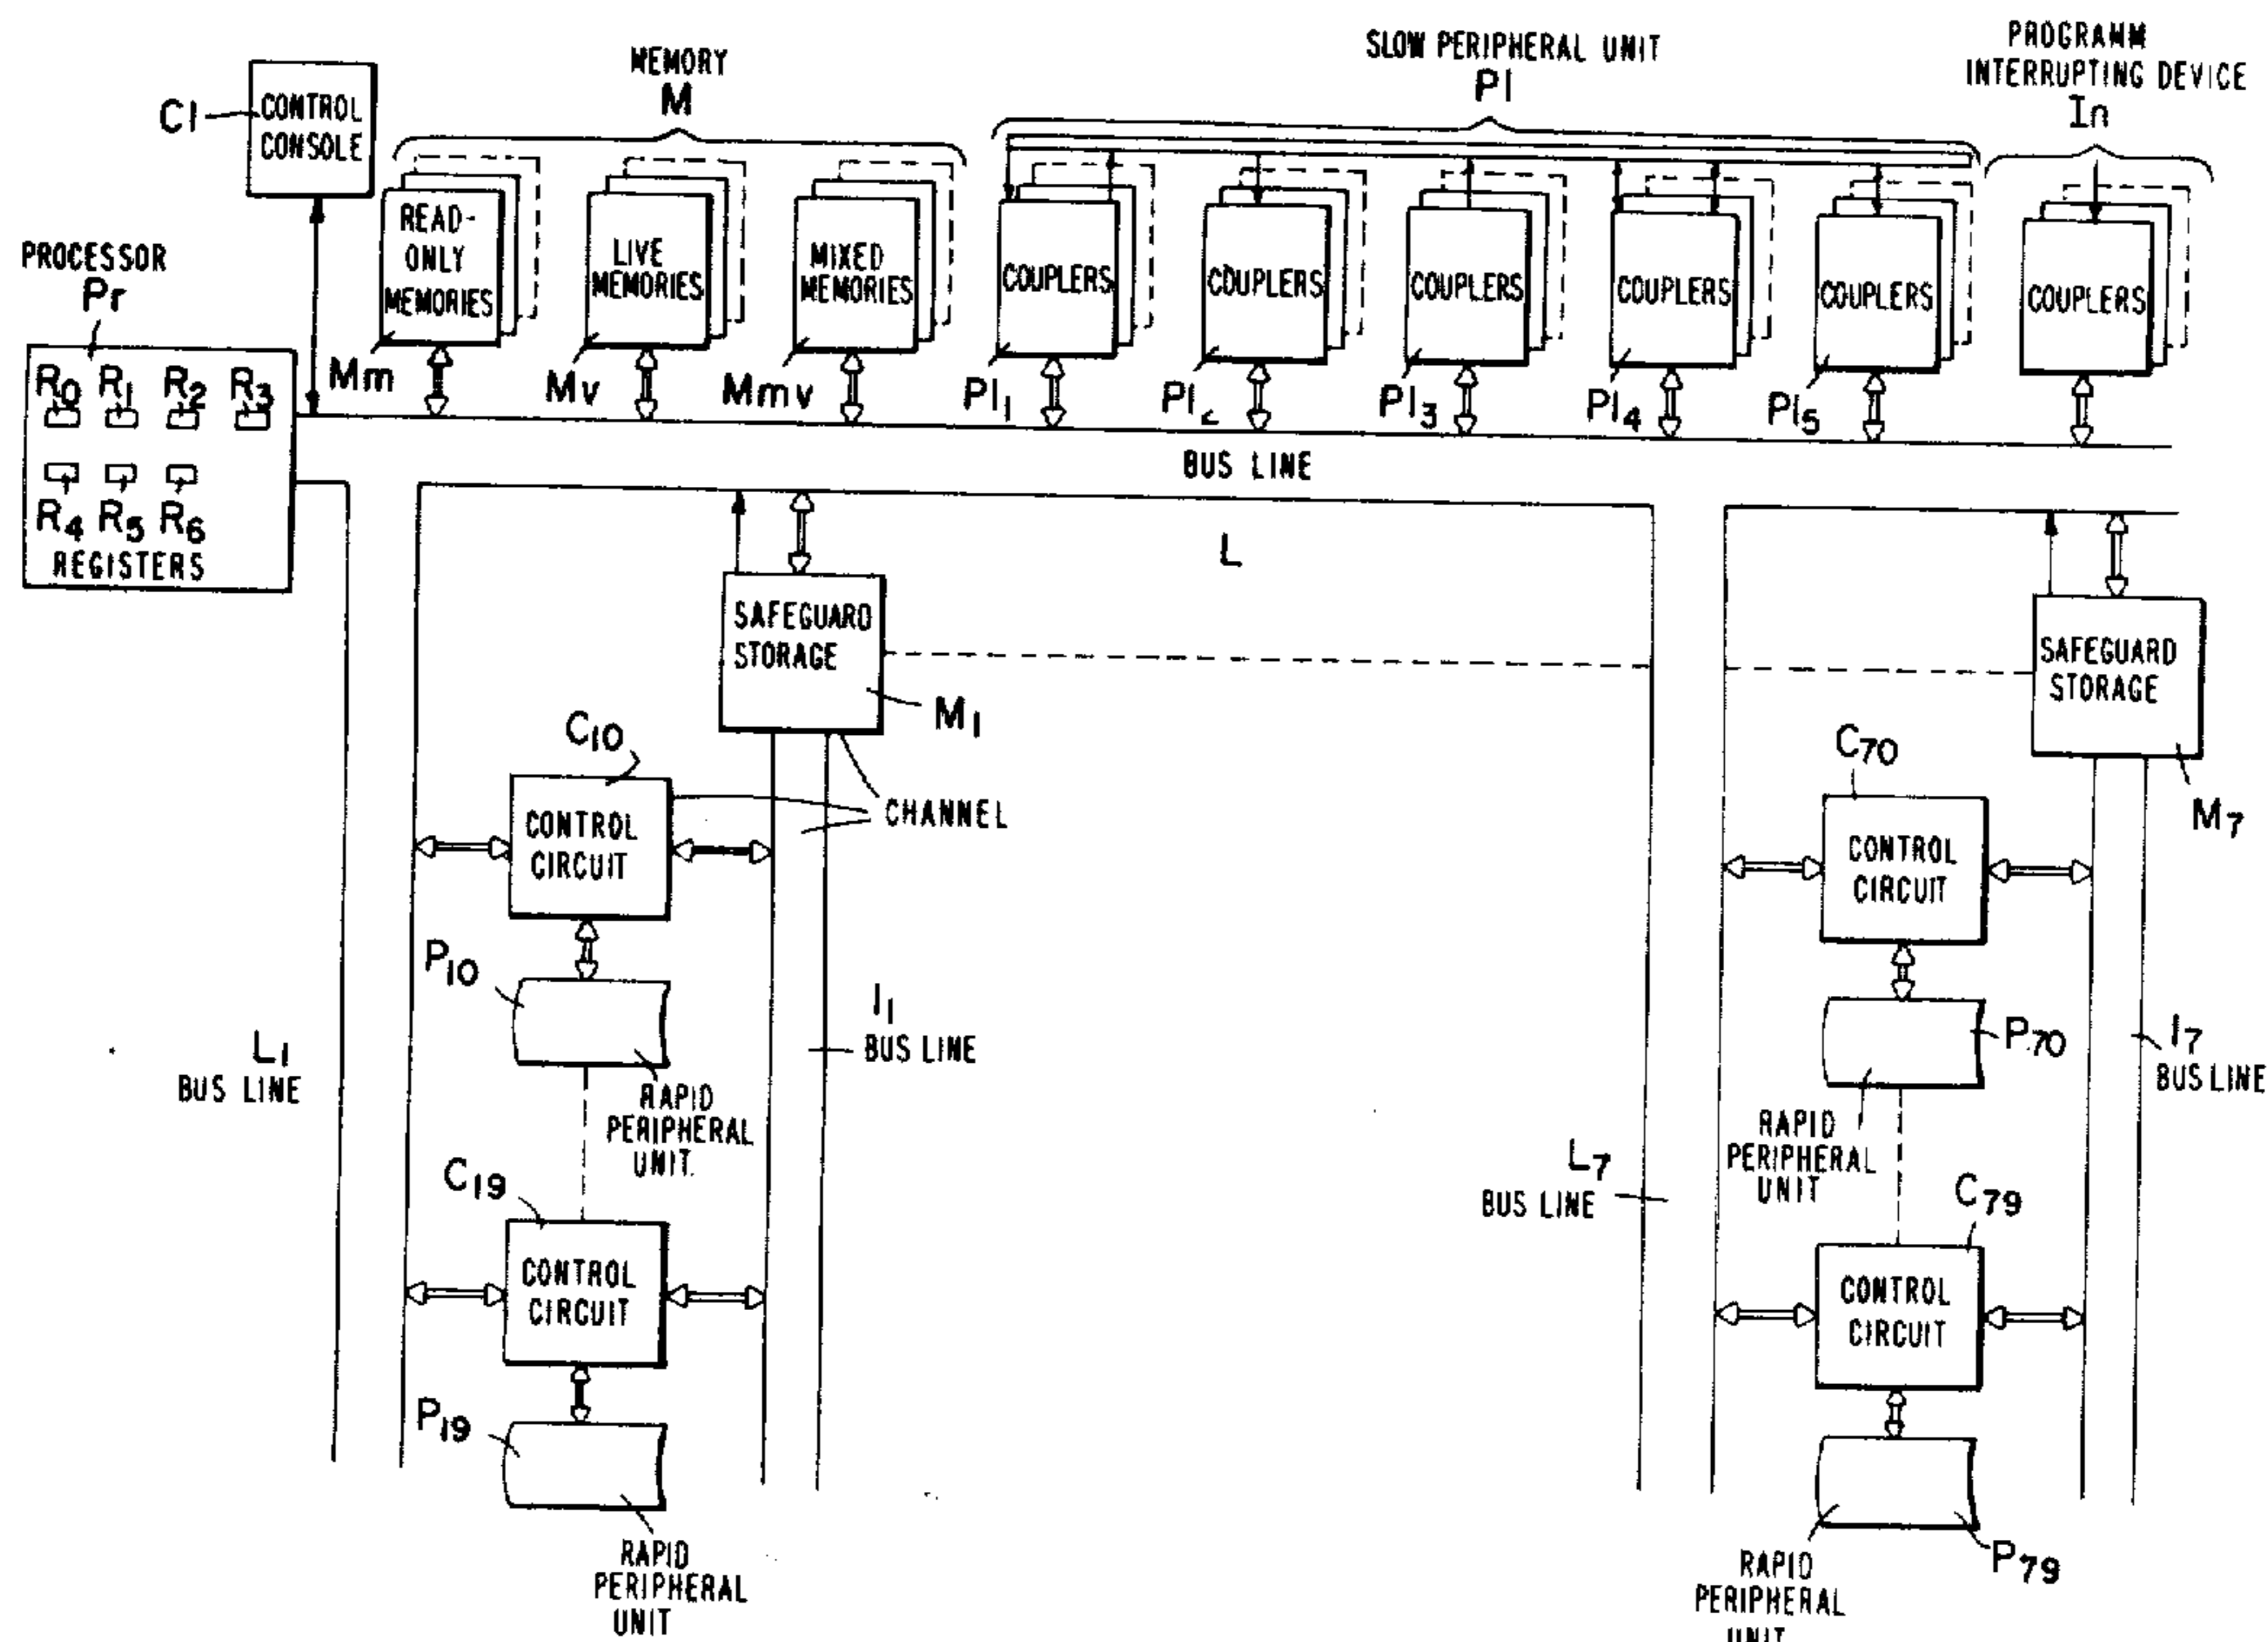 MEMORY
M
SLOW PERIPHERAL UNIT
Pl
PROGRAMM
INTERRUPTING DEVICE
In
Cl
CONTROL
CONSOLE
READ-
ONLY
MEMORIES
LIVE
MEMORIES
MIXED
MEMORIES
COUPLERS
COUPLERS
COUPLERS
COUPLERS
COUPLERS
COUPLERS
PROCESSOR
Pr
Mm
Mv
Mmv
Pl1
Pl2
Pl3
Pl4
Pl5
R0 R1 R2 R3
R4 R5 R6
REGISTERS
BUS LINE
L
SAFEGUARD
STORAGE
M1
SAFEGUARD
STORAGE
M7
C10
CONTROL
CIRCUIT
CHANNEL
C70
CONTROL
CIRCUIT
P10
RAPID
PERIPHERAL
UNIT.
L1
BUS LINE
I1
BUS LINE
P70
RAPID
PERIPHERAL
UNIT
I7
BUS LINE
L7
BUS LINE
C19
CONTROL
CIRCUIT
C79
CONTROL
CIRCUIT
P19
RAPID
PERIPHERAL
UNIT
P79
RAPID
PERIPHERAL
UNIT